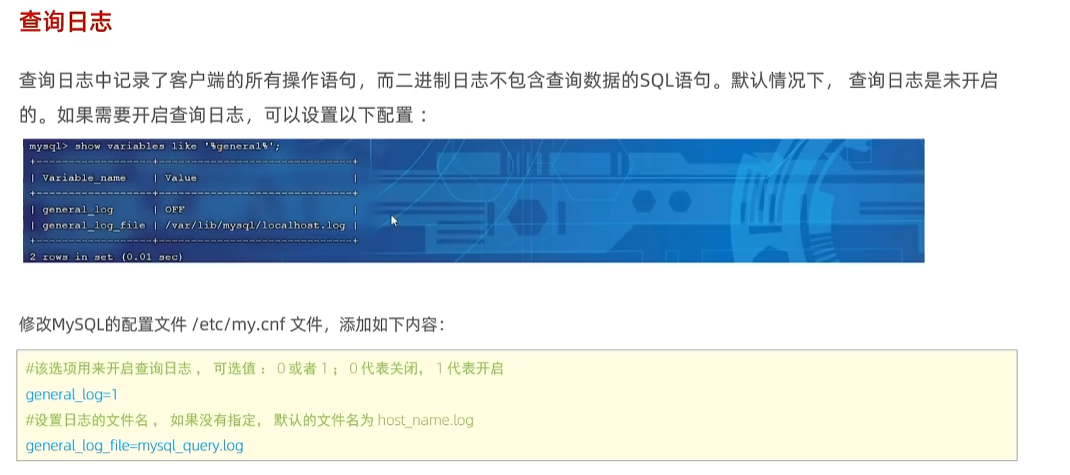 查询日志
查询日志中记录了客户端的所有操作语句，而二进制日志不包含查询数据的SQL语句。默认情况下， 查询日志是未开启
的。如果需要开启查询日志，可以设置以下配置 ：
mysql> show variables like '%general%';
+------------------+----------------------------+
| Variable_name    | Value                      |
+------------------+----------------------------+
| general_log      | OFF                        |
| general_log_file | /var/lib/mysql/localhost.log |
+------------------+----------------------------+
2 rows in set (0.01 sec)
修改MySQL的配置文件 /etc/my.cnf 文件，添加如下内容：
#该选项用来开启查询日志 ， 可选值 ： 0 或者 1 ； 0 代表关闭， 1 代表开启
general_log=1
#设置日志的文件名 ， 如果没有指定， 默认的文件名为 host_name.log
general_log_file=mysql_query.log